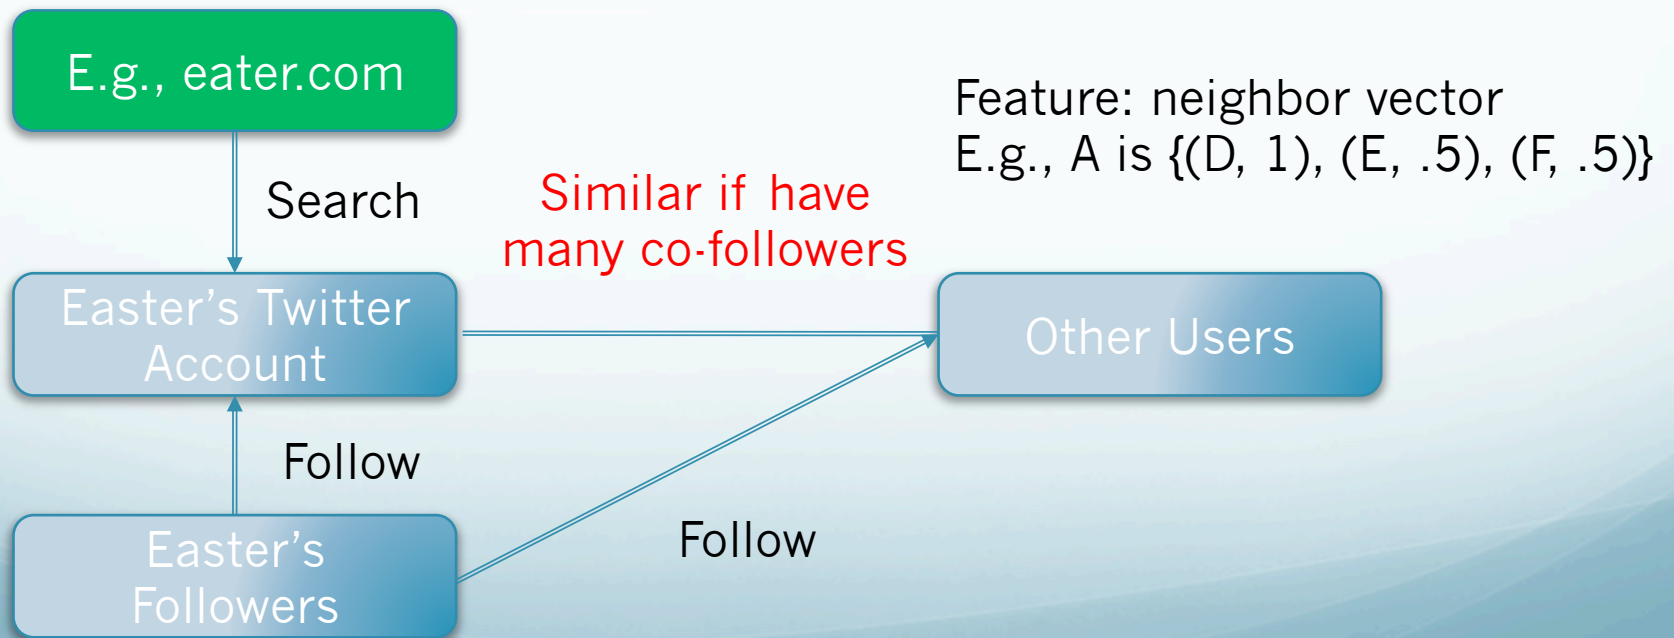 E.g., eater.com
Feature: neighbor vector
E.g., A is {(D, 1), (E, .5), (F, .5)}
Search
Similar if have
many co-followers
Easter's Twitter
Account
Other Users
Follow
Easter's
Followers
Follow